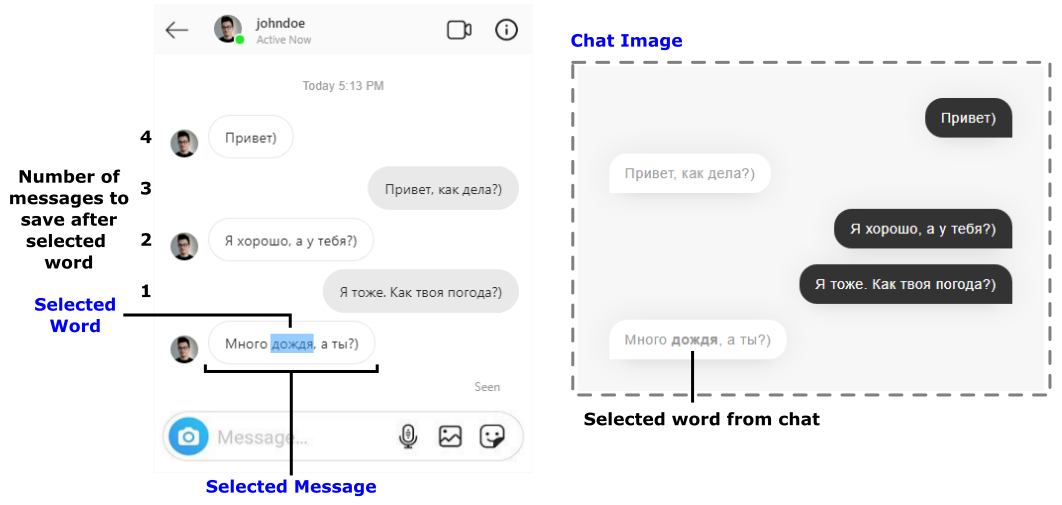 johndoe
Active Now
Today 5:13 PM
4
Привет)
3
Привет, как дела?)
Number of
messages to
save after
selected
word
2
Я хорошо, а у тебя?)
1
Я тоже. Как твоя погода?)
Selected
Word
Много дождя, а ты?)
Seen
Message...
Selected Message
Chat Image
Привет)
Привет, как дела?)
Я хорошо, а у тебя?)
Я тоже. Как твоя погода?)
Много дождя, а ты?)
Selected word from chat